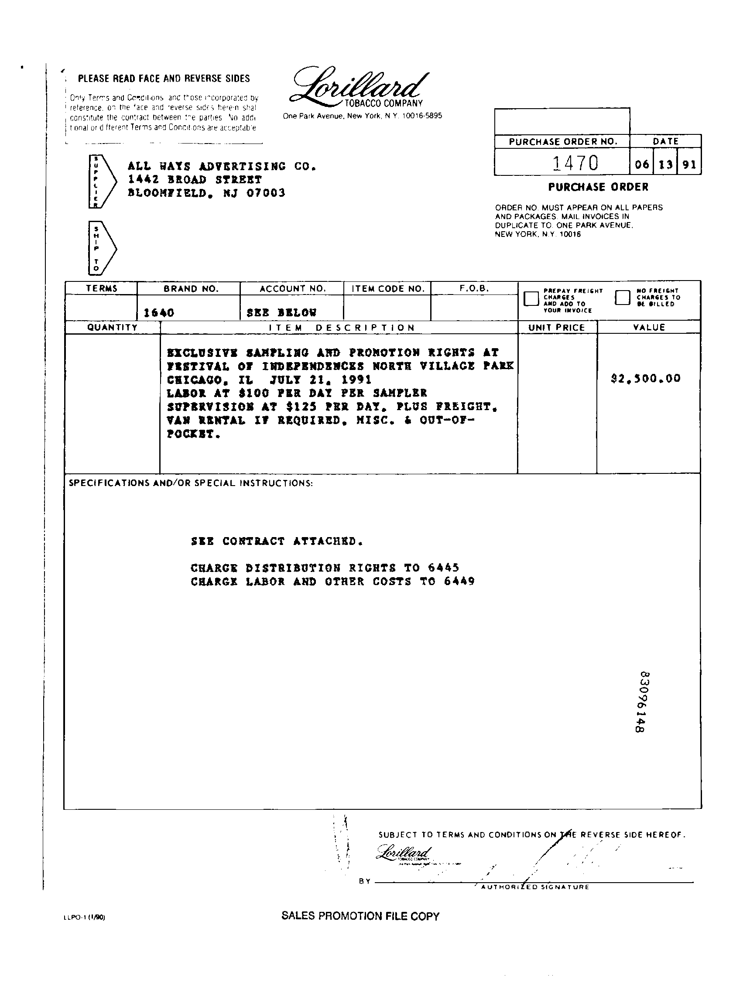 PLEASE READ FACE AND REVERSE SIDES
Only Terms and Conditions and those incorporated by
reference, on the face and reverse sides herein shall
constitute the contract between the parties. No addi
tional or different Terms and Conditions are acceptable
Lorillard
TOBACCO COMPANY
One Park Avenue, New York, N.Y. 10016-5895
PURCHASE ORDER NO. DATE
1470 06 13 91
PURCHASE ORDER
ORDER NO. MUST APPEAR ON ALL PAPERS
AND PACKAGES. MAIL INVOICES IN
DUPLICATE TO: ONE PARK AVENUE,
NEW YORK, N.Y. 10016
SUPPLIER
ALL WAYS ADVERTISING CO.
1442 BROAD STREET
BLOOMFIELD, NJ 07003
SHIP TO
TERMS BRAND NO. ACCOUNT NO. ITEM CODE NO. F.O.B.
PREPAY FREIGHT
CHARGES
AND ADD TO
YOUR INVOICE
NO FREIGHT
CHARGES TO
BE BILLED
1640 SEE BELOW
QUANTITY ITEM DESCRIPTION UNIT PRICE VALUE
EXCLUSIVE SAMPLING AND PROMOTION RIGHTS AT
FESTIVAL OF INDEPENDENCES NORTH VILLAGE PARK
CHICAGO, IL JULY 21, 1991 $2,500.00
LABOR AT $100 PER DAY PER SAMPLER
SUPERVISION AT $125 PER DAY, PLUS FREIGHT,
VAN RENTAL IF REQUIRED, MISC. & OUT-OF-
POCKET.
SPECIFICATIONS AND/OR SPECIAL INSTRUCTIONS:
SEE CONTRACT ATTACHED.
CHARGE DISTRIBUTION RIGHTS TO 6445
CHARGE LABOR AND OTHER COSTS TO 6449
83096148
SUBJECT TO TERMS AND CONDITIONS ON THE REVERSE SIDE HEREOF.
Lorillard
BY
AUTHORIZED SIGNATURE
LLPO-1 (1/90)
SALES PROMOTION FILE COPY